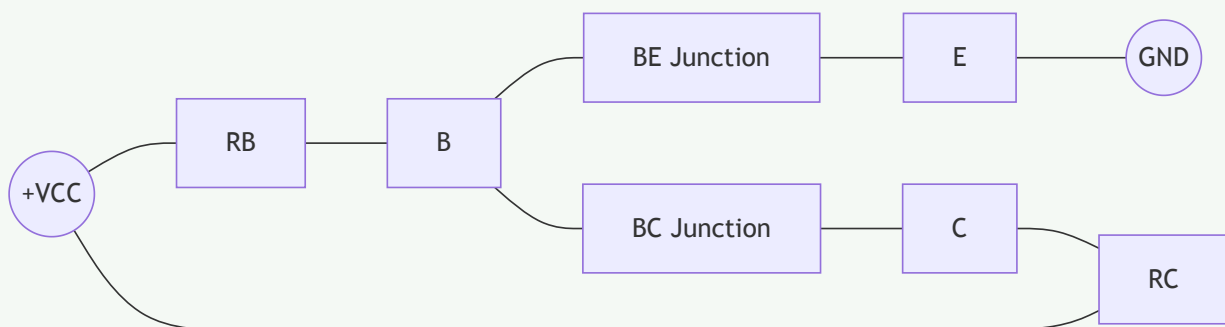 +VCC
RB
B
BE Junction
E
GND
BC Junction
C
RC